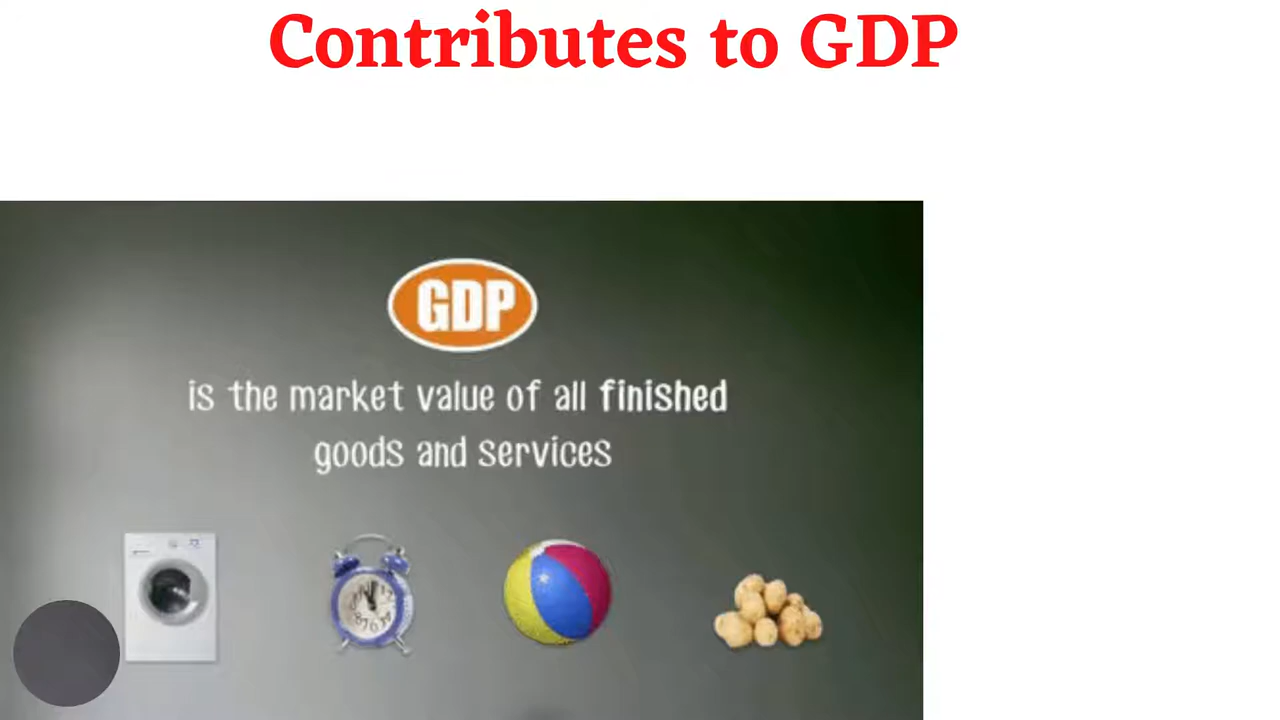 Contributes to GDP
GDP
is the market value of all finished
goods and services